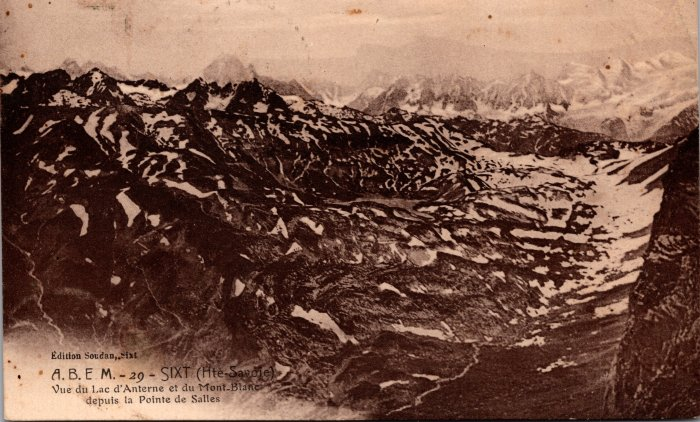 Édition Soudan, Sixt
A. B. E M. - 29 - SIXT (Hte-Savoie)
Vue du Lac d'Anterne et du Mont-Blanc
depuis la Pointe de Salles